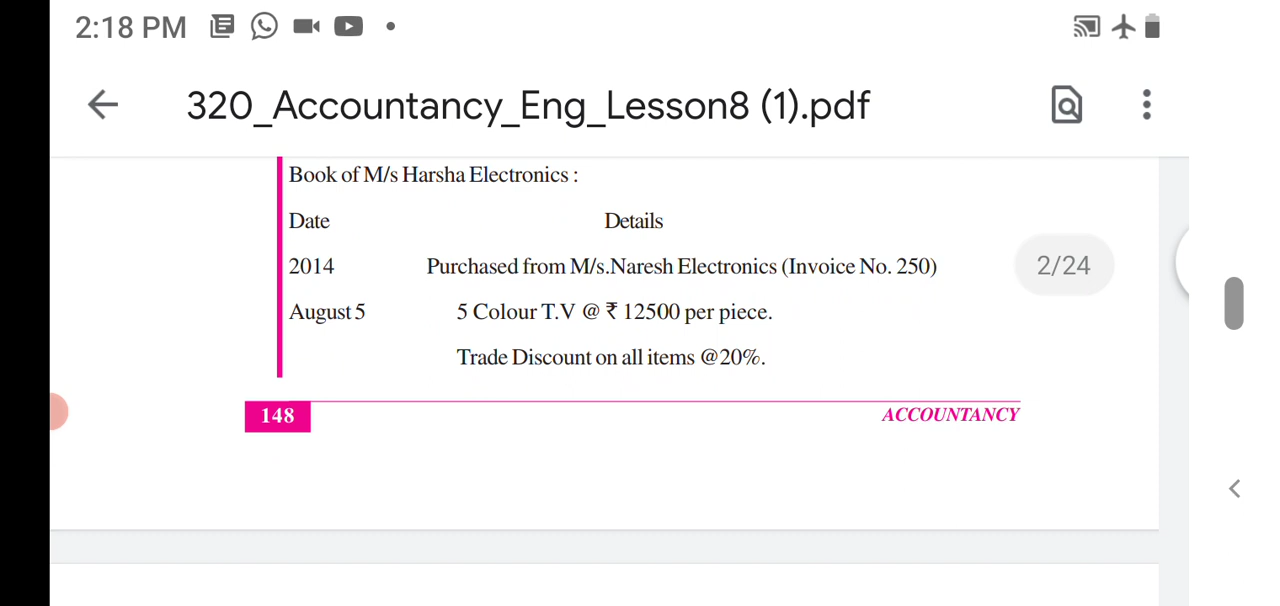 2:18 PM
320_Accountancy_Eng_Lesson8 (1).pdf
Book of M/s Harsha Electronics :
Date Details
2014 Purchased from M/s.Naresh Electronics (Invoice No. 250)
2/24
August 5 5 Colour T.V @ ₹ 12500 per piece.
Trade Discount on all items @20%.
148 ACCOUNTANCY